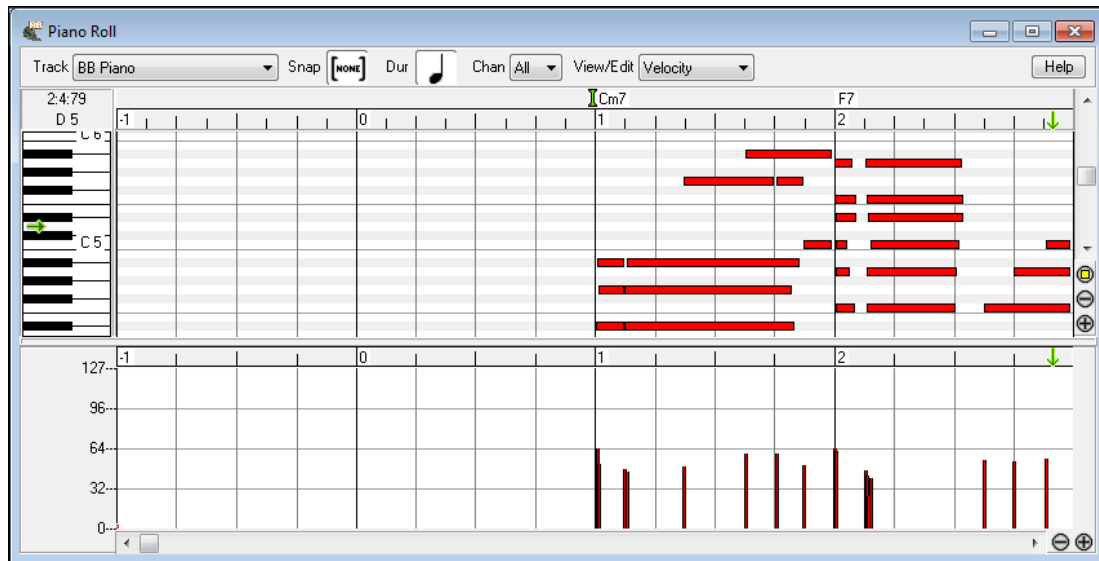 Piano Roll
Track BB Piano Snap NONE Dur Chan All View/Edit Velocity Help
2:4:79 Cm7 F7
D 5 -1 0 1 2
C 6
C 5
-1 0 1 2
127
96
64
32
0